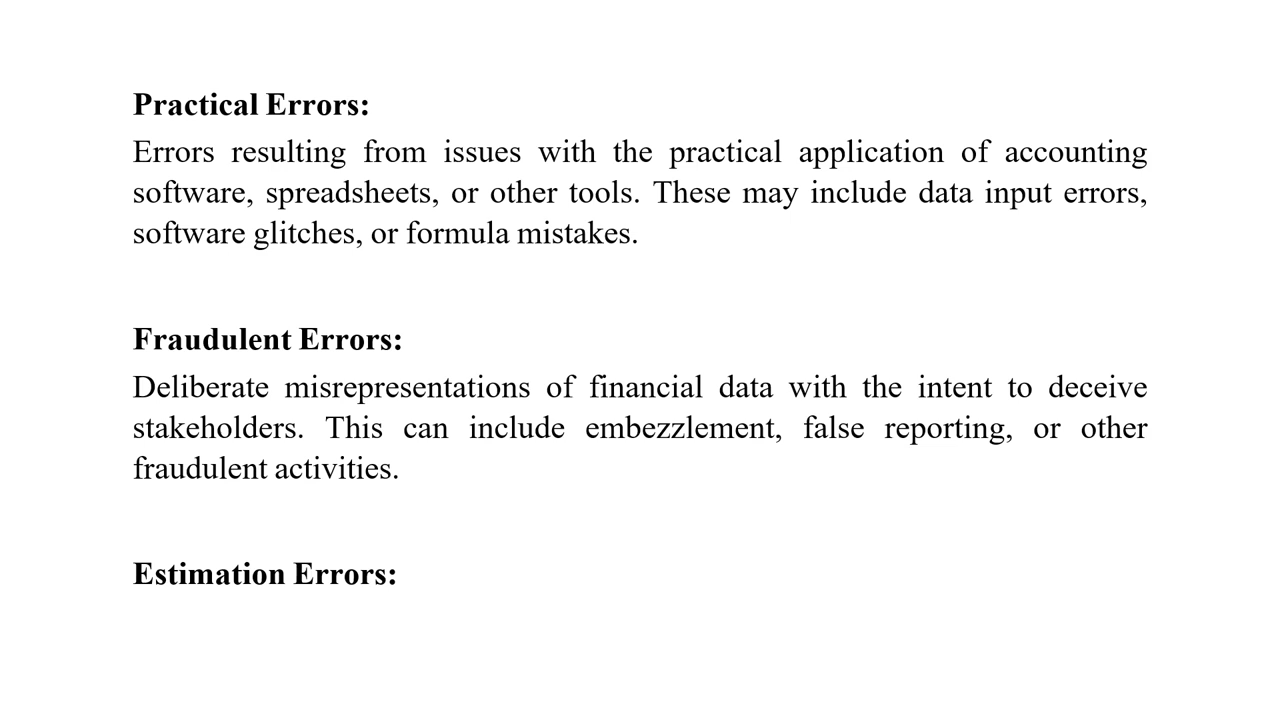 Practical Errors:
Errors resulting from issues with the practical application of accounting
software, spreadsheets, or other tools. These may include data input errors,
software glitches, or formula mistakes.
Fraudulent Errors:
Deliberate misrepresentations of financial data with the intent to deceive
stakeholders. This can include embezzlement, false reporting, or other
fraudulent activities.
Estimation Errors: